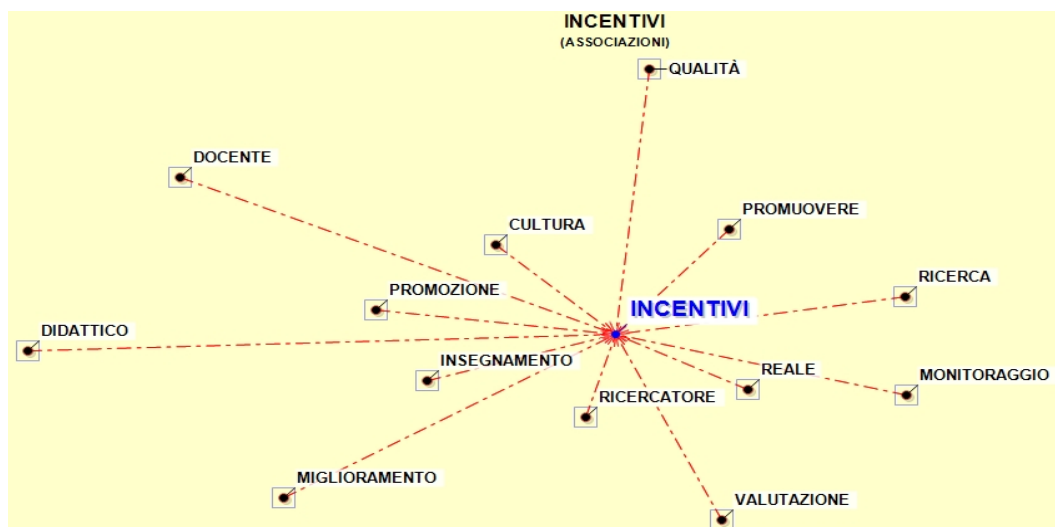 INCENTIVI
(ASSOCIAZIONI)
QUALITÀ
DOCENTE
CULTURA
PROMUOVERE
RICERCA
PROMOZIONE
INCENTIVI
DIDATTICO
INSEGNAMENTO
REALE
MONITORAGGIO
RICERCATORE
MIGLIORAMENTO
VALUTAZIONE